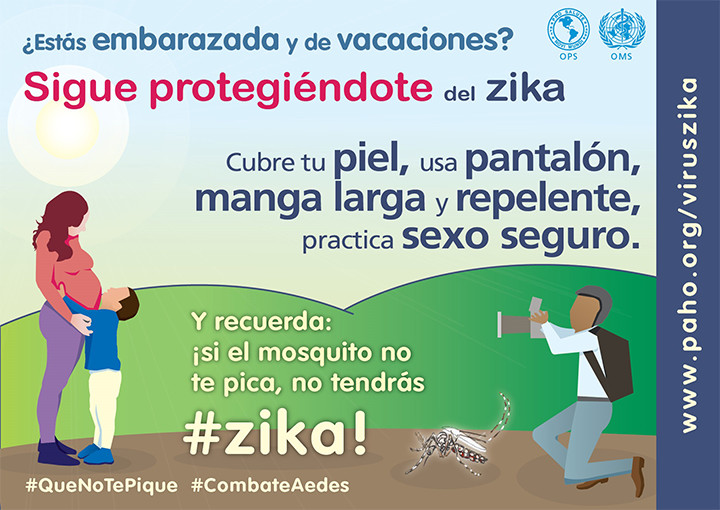 ¿Estás embarazada y de vacaciones?
Sigue protegiéndote del zika
OPS
OMS
Cubre tu piel, usa pantalón,
manga larga y repelente,
practica sexo seguro.
Y recuerda:
¡si el mosquito no
te pica, no tendrás
#zika!
#QueNoTePique #CombateAedes
www.paho.org/viruszika